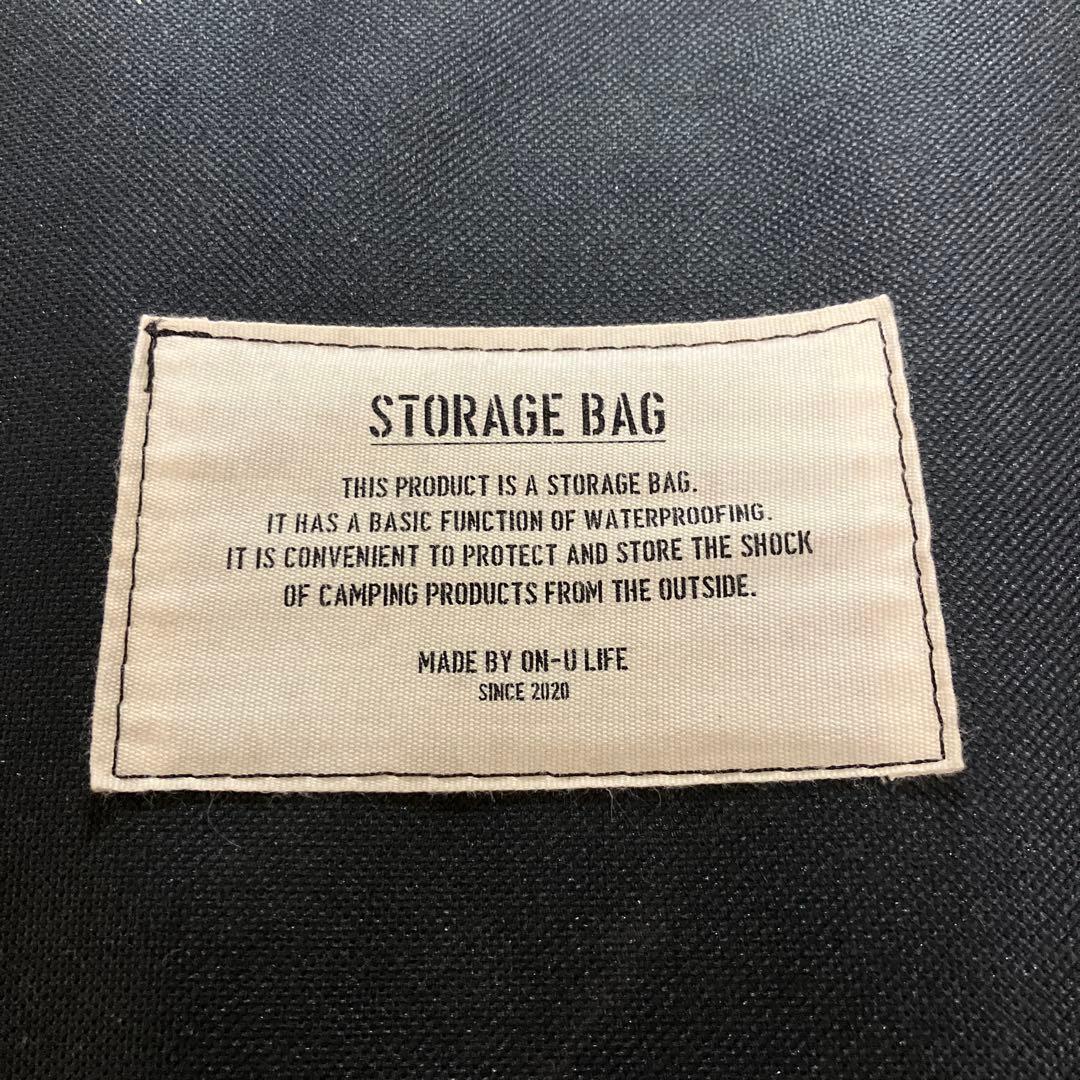 STORAGE BAG
THIS PRODUCT IS A STORAGE BAG.
IT HAS A BASIC FUNCTION OF WATERPROOFING.
IT IS CONVENIENT TO PROTECT AND STORE THE SHOCK
OF CAMPING PRODUCTS FROM THE OUTSIDE.
MADE BY ON-U LIFE
SINCE 2020